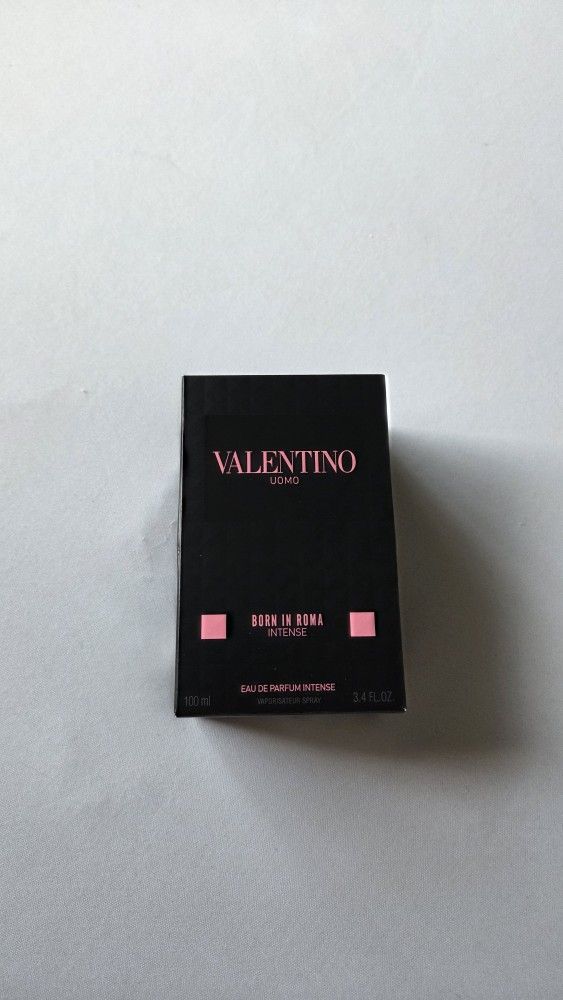 VALENTINO
UOMO
BORN IN ROMA
INTENSE
EAU DE PARFUM INTENSE
100 ml VAPORISATEUR SPRAY 3.4 FL.OZ.